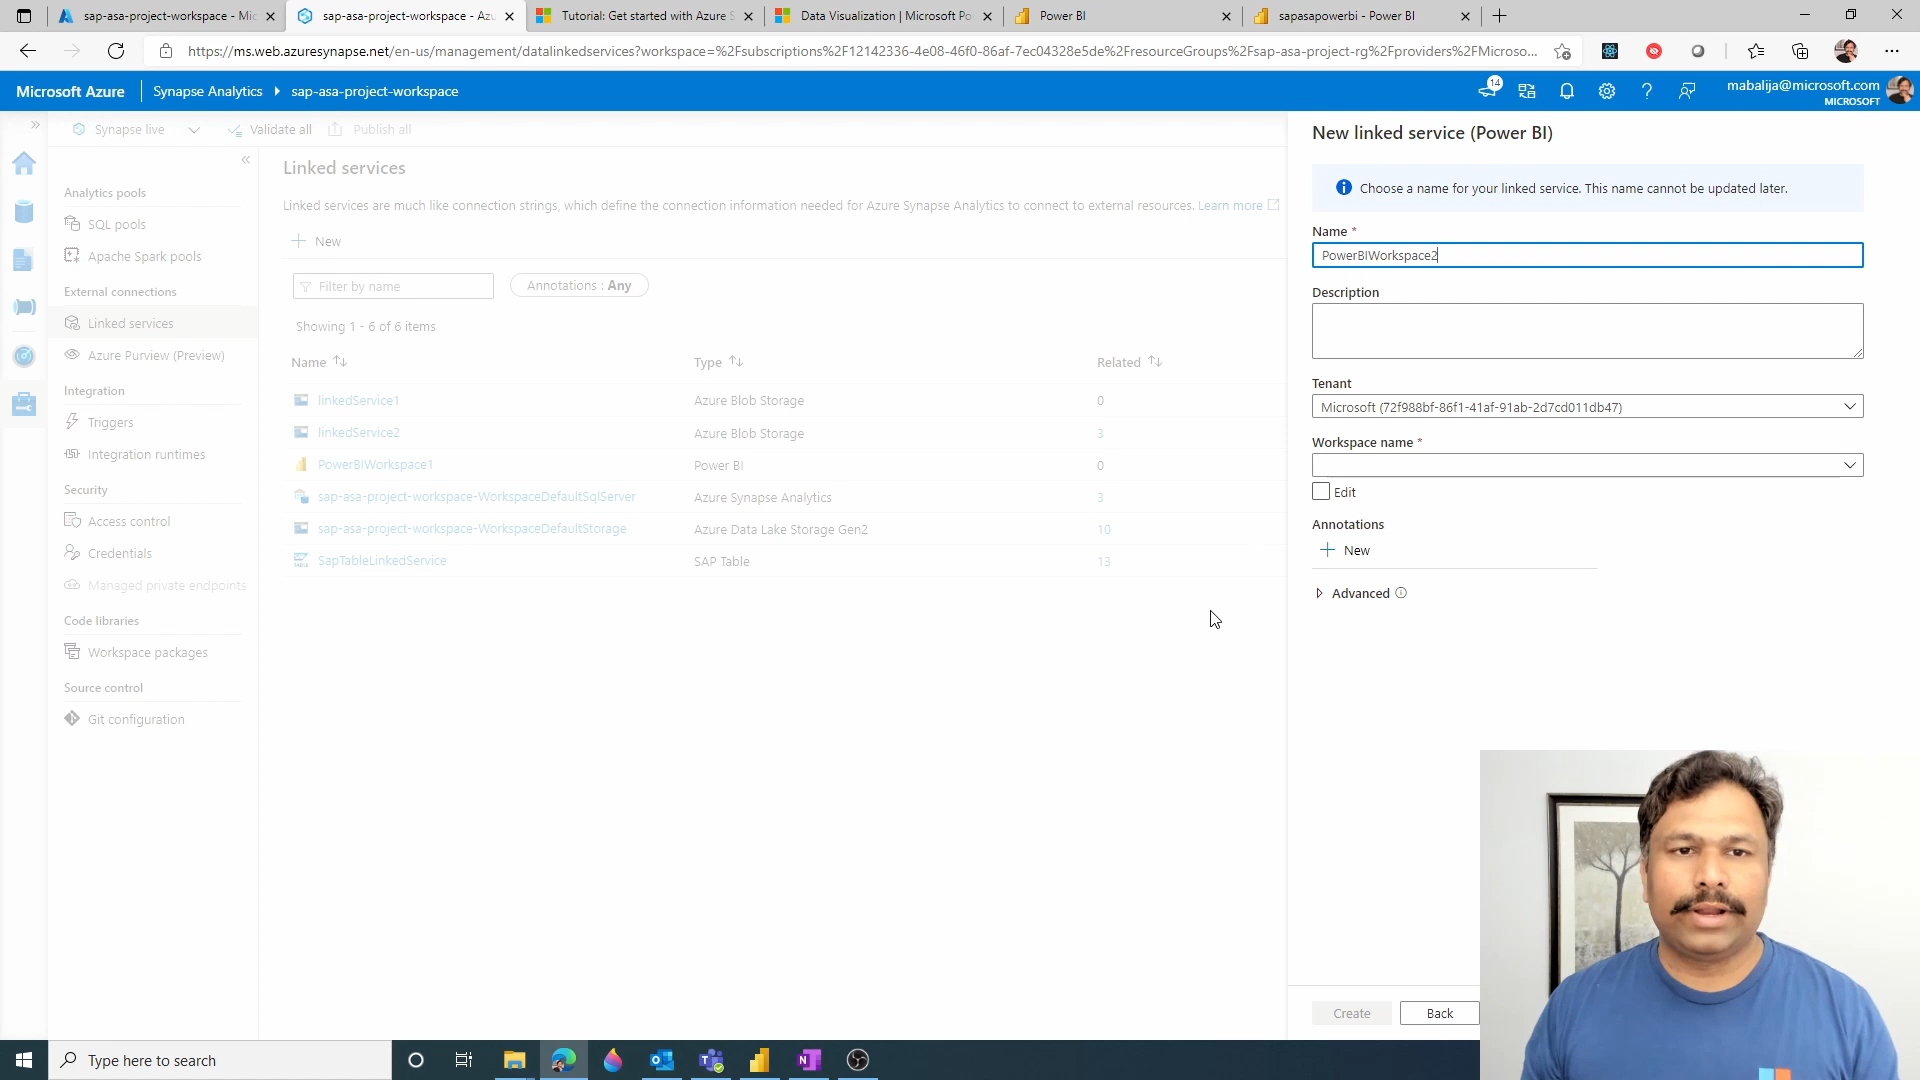 sap-asa-project-workspace - Mic
sap-asa-project-workspace - Azu
Tutorial: Get started with Azure S
Data Visualization | Microsoft Po
Power BI
sapasapowerbi - Power BI
https://ms.web.azuresynapse.net/en-us/management/datalinkedservices?workspace=%2Fsubscriptions%2F12142336-4e08-46f0-86af-7ec04328e5de%2FresourceGroups%2Fsap-asa-project-rg%2Fproviders%2FMicroso...
Microsoft Azure
Synapse Analytics
sap-asa-project-workspace
14
mabalija@microsoft.com
MICROSOFT
Synapse live
Validate all
Publish all
Analytics pools
SQL pools
Apache Spark pools
External connections
Linked services
Azure Purview (Preview)
Integration
Triggers
Integration runtimes
Security
Access control
Credentials
Managed private endpoints
Code libraries
Workspace packages
Source control
Git configuration
Linked services
Linked services are much like connection strings, which define the connection information needed for Azure Synapse Analytics to connect to external resources. Learn more
New
Filter by name
Annotations : Any
Showing 1 - 6 of 6 items
Name Type Related
linkedService1 Azure Blob Storage 0
linkedService2 Azure Blob Storage 3
PowerBIWorkspace1 Power BI 0
sap-asa-project-workspace-WorkspaceDefaultSqlServer Azure Synapse Analytics 3
sap-asa-project-workspace-WorkspaceDefaultStorage Azure Data Lake Storage Gen2 10
SapTableLinkedService SAP Table 13
New linked service (Power BI)
Choose a name for your linked service. This name cannot be updated later.
Name *
PowerBIWorkspace2
Description
Tenant
Microsoft (72f988bf-86f1-41af-91ab-2d7cd011db47)
Workspace name *
Edit
Annotations
New
Advanced
Create
Back
Type here to search